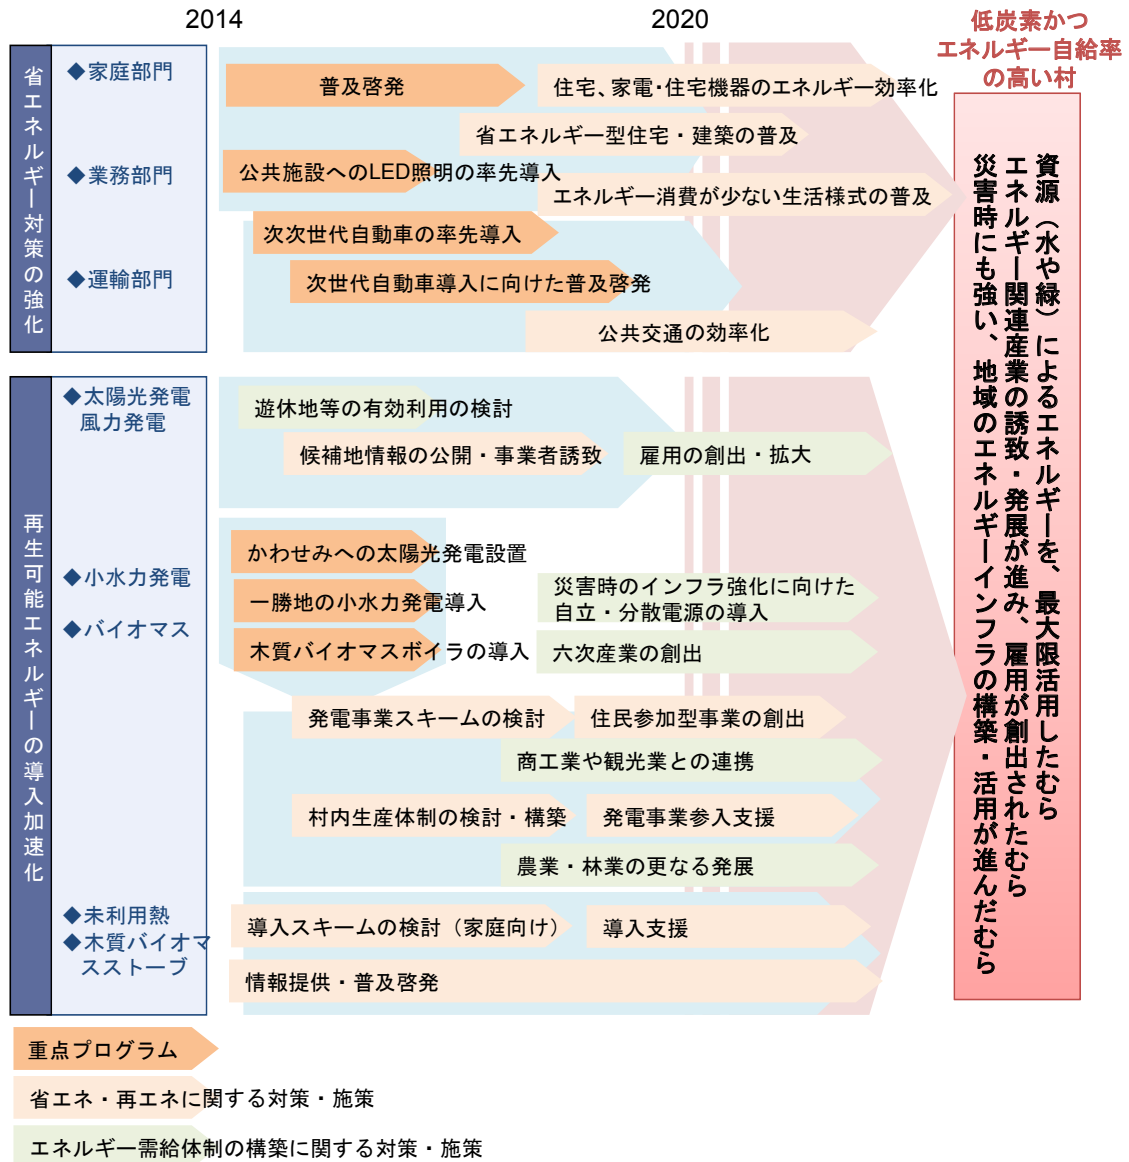 2014
2020
低炭素かつ
エネルギー自給率
の高い村
省エネルギー対策の強化
◆家庭部門
◆業務部門
◆運輸部門
普及啓発
住宅、家電・住宅機器のエネルギー効率化
省エネルギー型住宅・建築の普及
公共施設へのLED照明の率先導入
エネルギー消費が少ない生活様式の普及
次次世代自動車の率先導入
次世代自動車導入に向けた普及啓発
公共交通の効率化
再生可能エネルギーの導入加速化
◆太陽光発電
風力発電
◆小水力発電
◆バイオマス
◆未利用熱
◆木質バイオマ
スストーブ
遊休地等の有効利用の検討
候補地情報の公開・事業者誘致
雇用の創出・拡大
かわせみへの太陽光発電設置
一勝地の小水力発電導入
災害時のインフラ強化に向けた
自立・分散電源の導入
木質バイオマスボイラの導入
六次産業の創出
発電事業スキームの検討
住民参加型事業の創出
商工業や観光業との連携
村内生産体制の検討・構築
発電事業参入支援
農業・林業の更なる発展
導入スキームの検討（家庭向け）
導入支援
情報提供・普及啓発
資源（水や緑）によるエネルギーを、最大限活用したむら
エネルギー関連産業の誘致・発展が進み、雇用が創出されたむら
災害時にも強い、地域のエネルギーインフラの構築・活用が進んだむら
重点プログラム
省エネ・再エネに関する対策・施策
エネルギー需給体制の構築に関する対策・施策